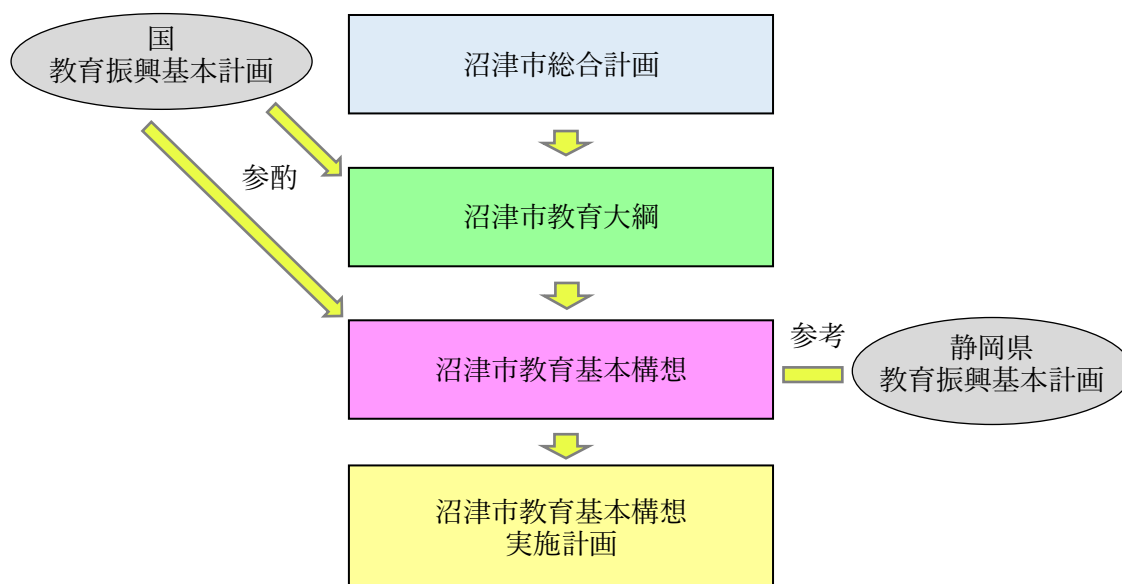 国
教育振興基本計画
沼津市総合計画
参酌
沼津市教育大綱
沼津市教育基本構想
参考
静岡県
教育振興基本計画
沼津市教育基本構想
実施計画